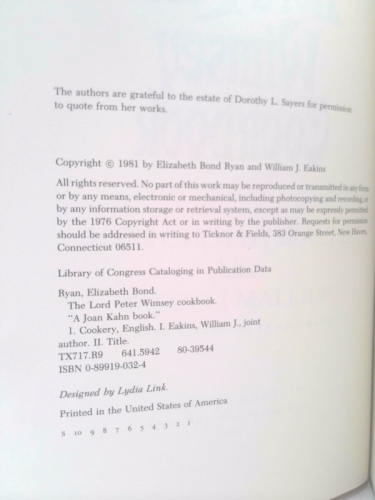 The authors are grateful to the estate of Dorothy L. Sayers for permission
to quote from her works.
Copyright © 1981 by Elizabeth Bond Ryan and William J. Eakins
All rights reserved. No part of this work may be reproduced or transmitted in any form
or by any means, electronic or mechanical, including photocopying and recording, or
by any information storage or retrieval system, except as may be expressly permitted
by the 1976 Copyright Act or in writing by the publisher. Requests for permission
should be addressed in writing to Ticknor & Fields, 383 Orange Street, New Haven,
Connecticut 06511.
Library of Congress Cataloging in Publication Data
Ryan, Elizabeth Bond.
The Lord Peter Wimsey cookbook.
"A Joan Kahn book."
1. Cookery, English. I. Eakins, William J., joint
author. II. Title.
TX717.R9 641.5942 80-39544
ISBN 0-89919-032-4
Designed by Lydia Link.
Printed in the United States of America
S 10 9 8 7 6 5 4 3 2 1